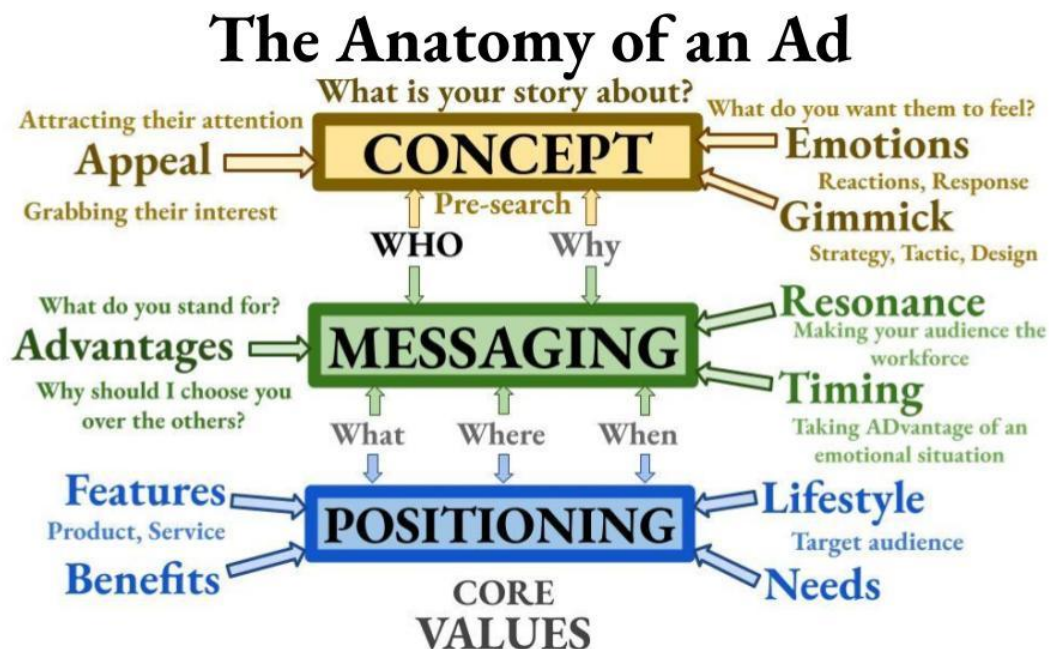 The Anatomy of an Ad
What is your story about?
Attracting their attention
Appeal
Grabbing their interest
CONCEPT
What do you want them to feel?
Emotions
Reactions, Response
Gimmick
Strategy, Tactic, Design
Pre-search
WHO
Why
What do you stand for?
Advantages
Why should I choose you
over the others?
MESSAGING
Resonance
Making your audience the
workforce
Timing
Taking ADvantage of an
emotional situation
What
Where
When
Features
Product, Service
Benefits
POSITIONING
Lifestyle
Target audience
Needs
CORE
VALUES